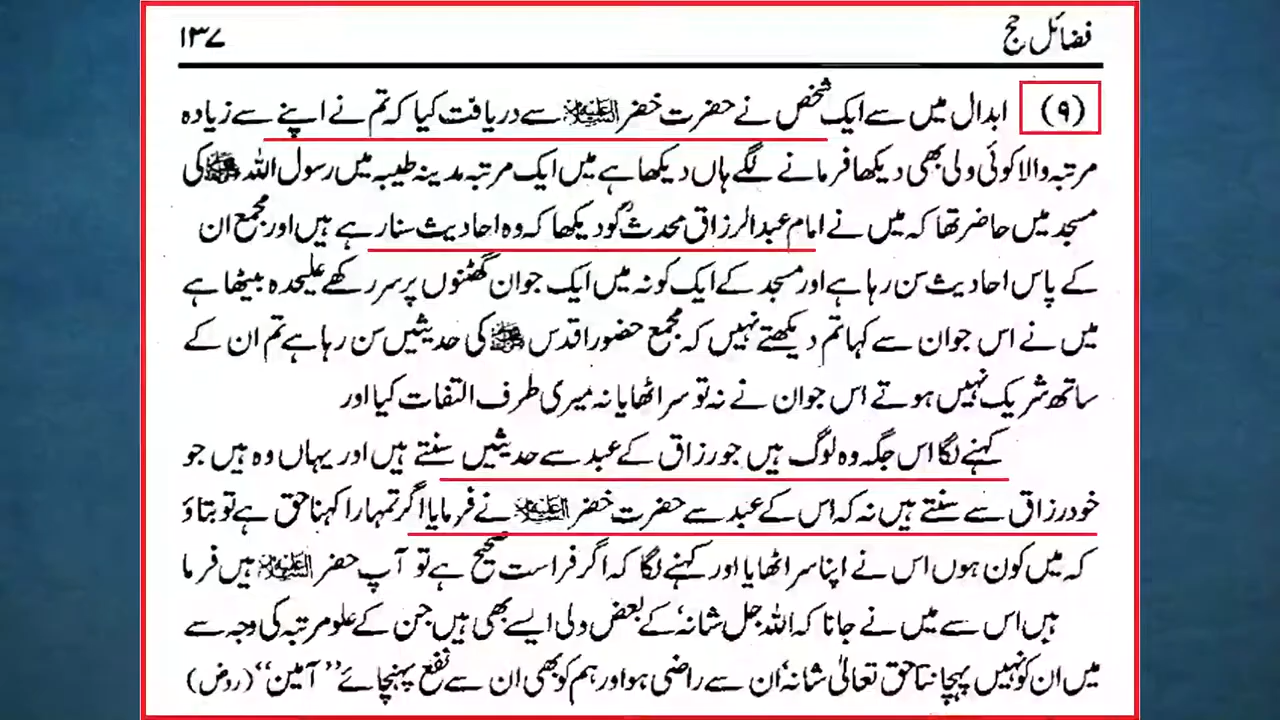 فضائل حج ۱۳۷
(۹) ابدال میں سے ایک شخص نے حضرت خضر علیہ السلام سے دریافت کیا کہ تم نے اپنے سے زیادہ
مرتبہ والا کوئی ولی بھی دیکھا فرمانے لگے ہاں دیکھا ہے میں ایک مرتبہ مدینہ طیبہ میں رسول اللہ ﷺ کی
مسجد میں حاضر تھا کہ میں نے امام عبدالرزاق محدثؒ کو دیکھا کہ وہ احادیث سنا رہے ہیں اور مجمع ان
کے پاس احادیث سن رہا ہے اور مسجد کے ایک کونہ میں ایک جوان گھٹنوں پر سر رکھے علیحدہ بیٹھا ہے
میں نے اس جوان سے کہا تم دیکھتے نہیں کہ مجمع حضور اقدس ﷺ کی حدیثیں سن رہا ہے تم ان کے
ساتھ شریک نہیں ہوتے اس جوان نے نہ تو سر اٹھایا نہ میری طرف التفات کیا اور
کہنے لگا اس جگہ وہ لوگ ہیں جو رزاق کے عبد سے حدیثیں سنتے ہیں اور یہاں وہ ہیں جو
خود رزاق سے سنتے ہیں نہ کہ اس کے عبد سے حضرت خضر علیہ السلام نے فرمایا اگر تمہارا کہنا حق ہے تو بتاؤ
کہ میں کون ہوں اس نے اپنا سر اٹھایا اور کہنے لگا کہ اگر فراست صحیح ہے تو آپ خضر علیہ السلام ہیں فرما
ہیں اس سے میں نے جانا کہ اللہ جل شانہٗ کے بعض ولی ایسے بھی ہیں جن کے علو مرتبہ کی وجہ سے
میں ان کو نہیں پہچانتا حق تعالیٰ شانہٗ ان سے راضی ہو اور ہم کو بھی ان سے نفع پہنچائے ”آمین“ (روض)